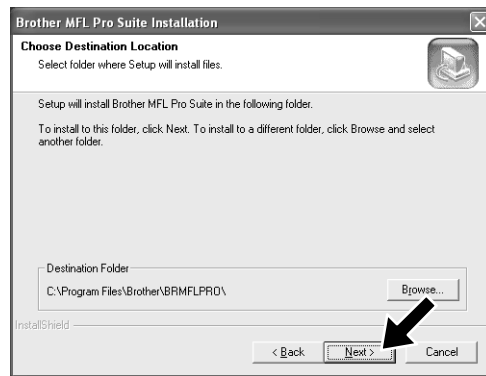 Brother MFL Pro Suite Installation
Choose Destination Location
Select folder where Setup will install files.
Setup will install Brother MFL Pro Suite in the following folder.
To install to this folder, click Next. To install to a different folder, click Browse and select
another folder.
Destination Folder
C:\Program Files\Brother\BRMFLPRO\
Browse...
InstallShield
< Back
Next >
Cancel